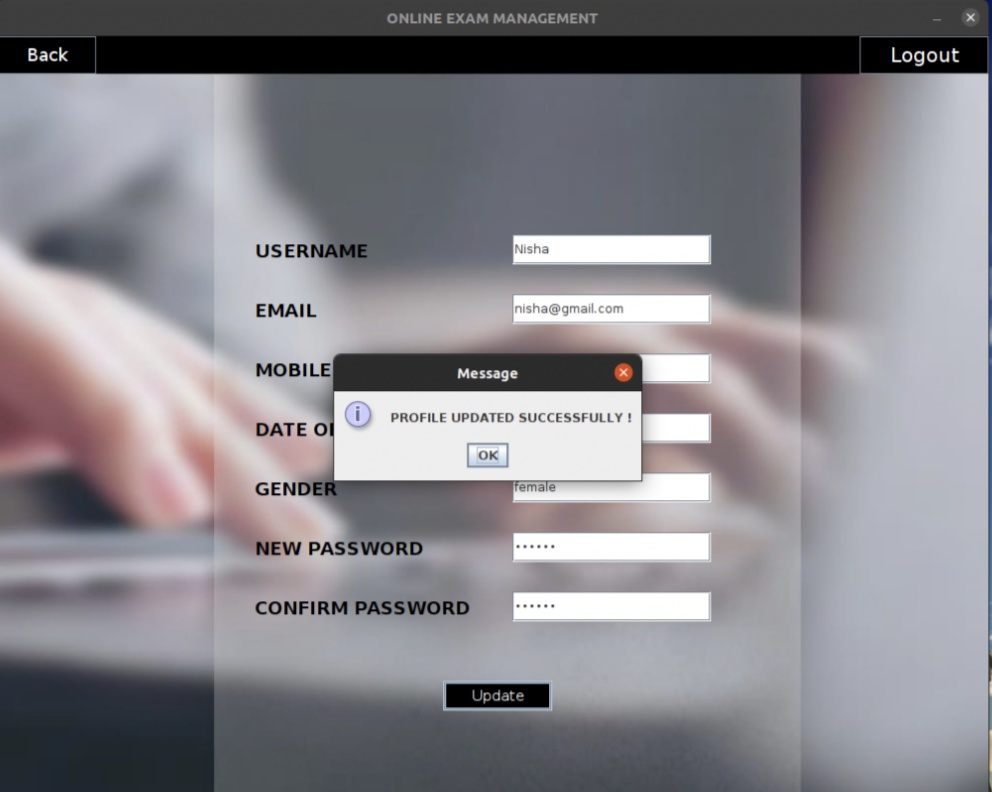 ONLINE EXAM MANAGEMENT
Back
Logout
USERNAME
Nisha
EMAIL
nisha@gmail.com
MOBILE
Message
PROFILE UPDATED SUCCESSFULLY !
DATE
OK
GENDER
female
NEW PASSWORD
••••••
CONFIRM PASSWORD
••••••
Update